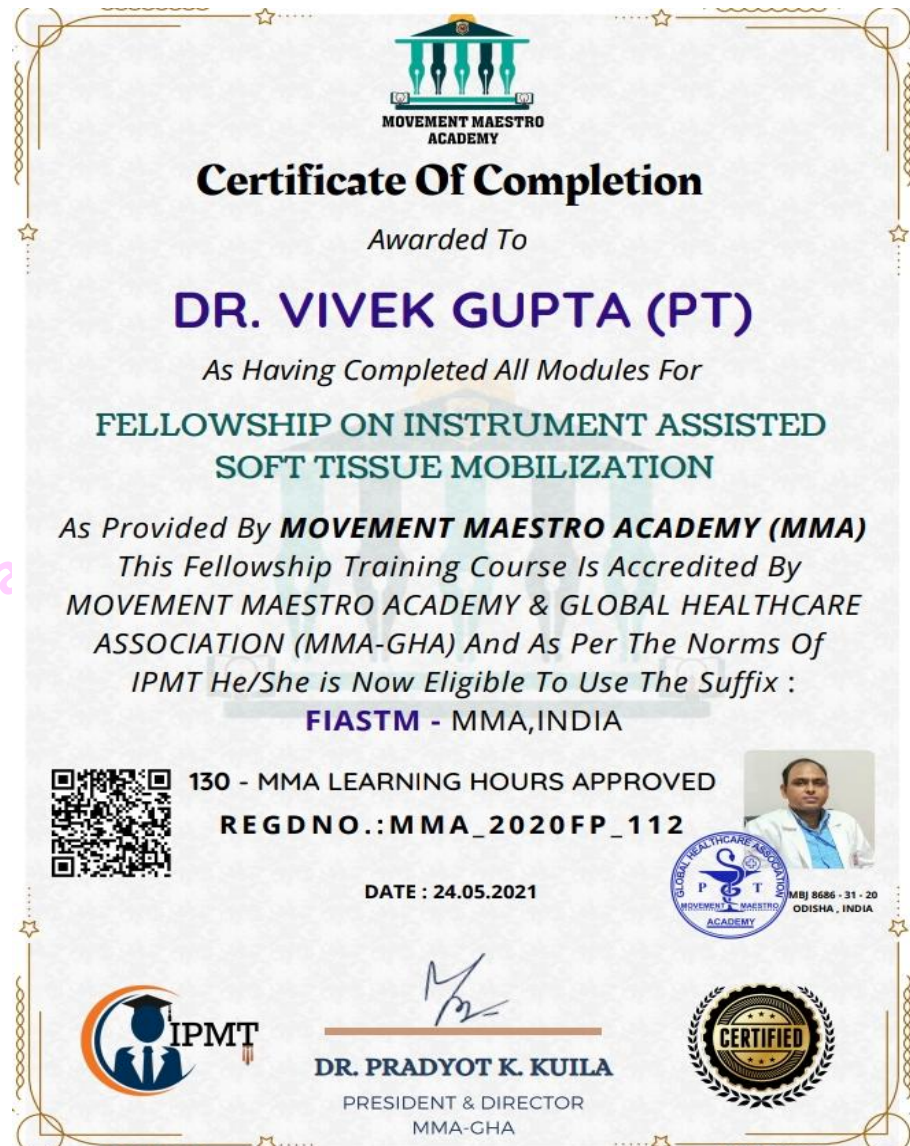 MOVEMENT MAESTRO
ACADEMY
Certificate Of Completion
Awarded To
DR. VIVEK GUPTA (PT)
As Having Completed All Modules For
FELLOWSHIP ON INSTRUMENT ASSISTED
SOFT TISSUE MOBILIZATION
As Provided By MOVEMENT MAESTRO ACADEMY (MMA)
This Fellowship Training Course Is Accredited By
MOVEMENT MAESTRO ACADEMY & GLOBAL HEALTHCARE
ASSOCIATION (MMA-GHA) And As Per The Norms Of
IPMT He/She is Now Eligible To Use The Suffix :
FIASTM - MMA,INDIA
130 - MMA LEARNING HOURS APPROVED
REGDNO.:MMA_2020FP_112
DATE : 24.05.2021
GLOBAL HEALTHCARE ASSOCIATION
P T
MOVEMENT MAESTRO
ACADEMY
MBJ 8686 - 31 - 20
ODISHA , INDIA
IPMT
DR. PRADYOT K. KUILA
PRESIDENT & DIRECTOR
MMA-GHA
CERTIFIED